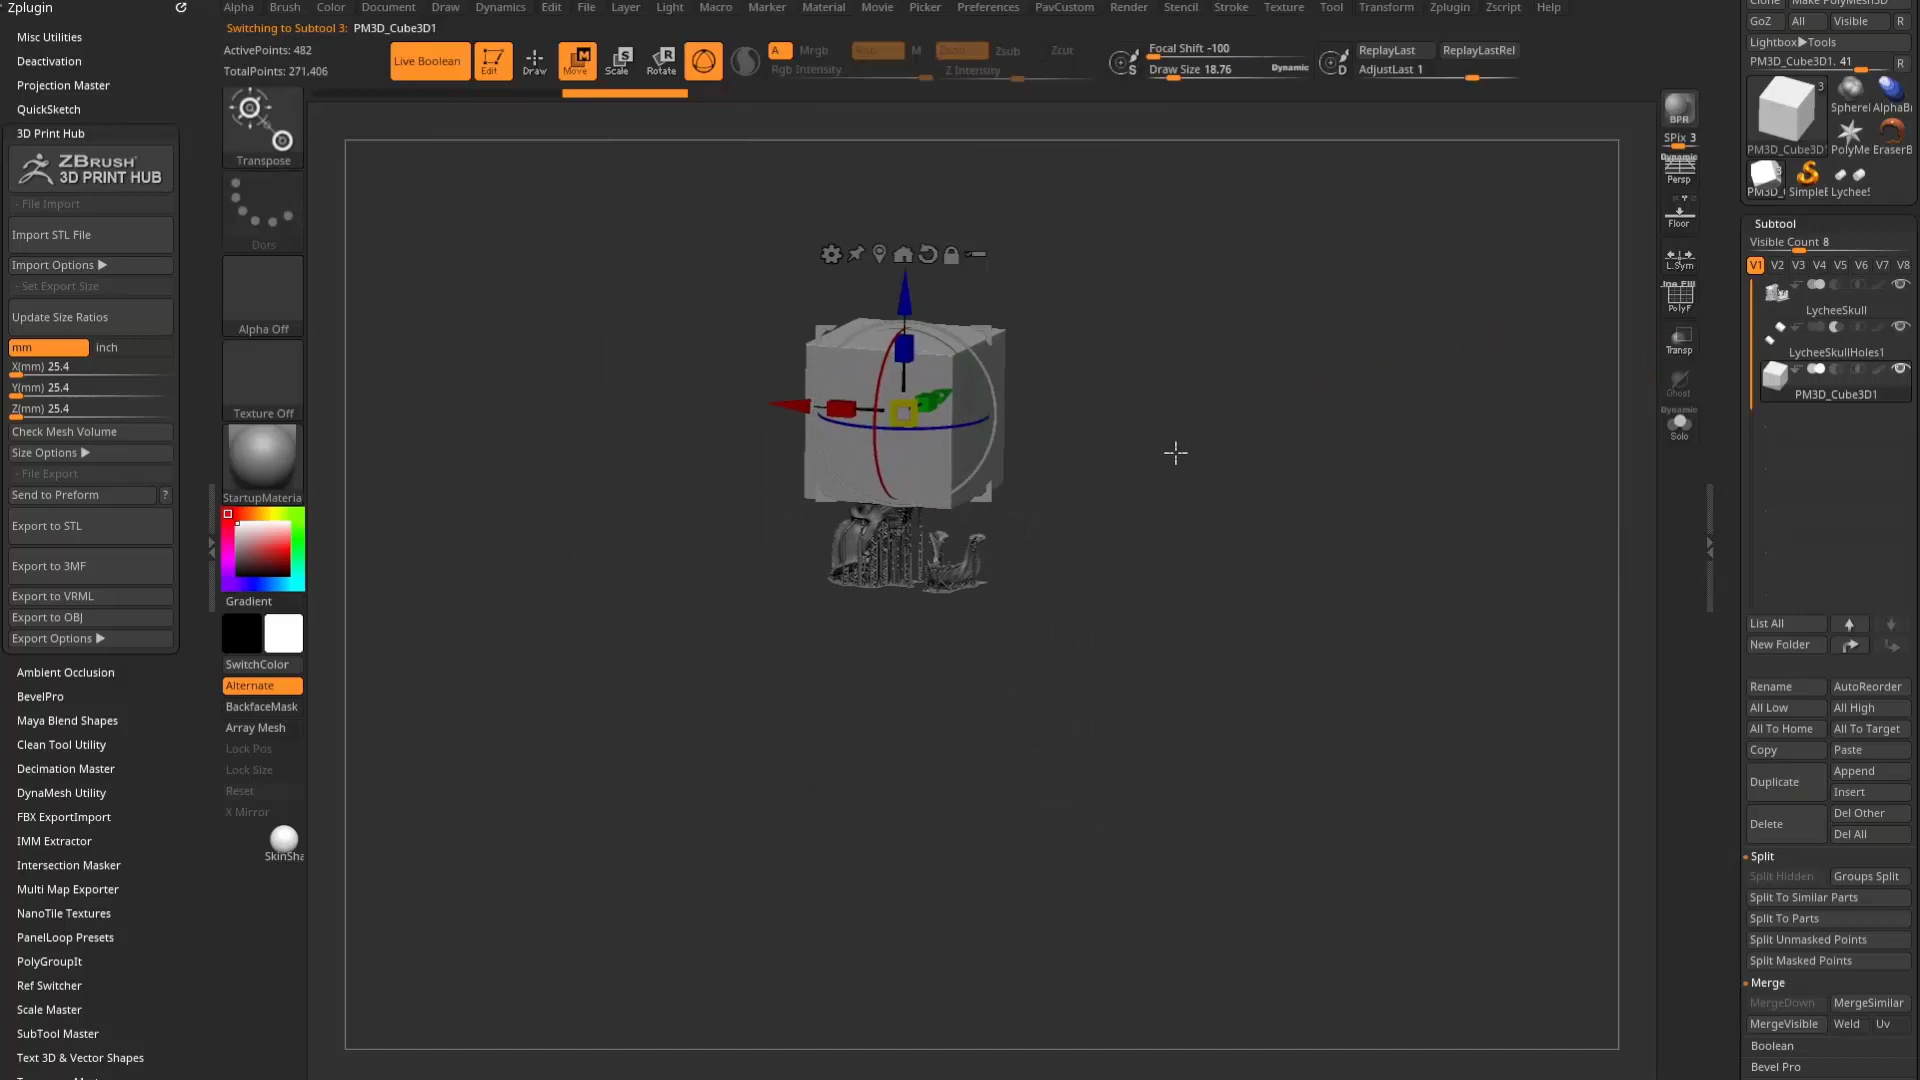 Zplugin
Alpha Brush Color Document Draw Dynamics Edit File Layer Light Macro Marker Material Movie Picker Preferences PavCustom Render Stencil Stroke Texture Tool Transform Zplugin Zscript Help
Switching to Subtool 3: PM3D_Cube3D1
ActivePoints: 482
TotalPoints: 271,406
Live Boolean
Edit
Draw
Move
Scale
Rotate
A Mrgb M Zsub Zcut
Rgb Intensity
Z Intensity
Focal Shift -100
Draw Size 18.76 Dynamic
ReplayLast ReplayLastRel
AdjustLast 1
Misc Utilities
Deactivation
Projection Master
QuickSketch
3D Print Hub
ZBRUSH
3D PRINT HUB
- File Import
Import STL File
Import Options
- Set Export Size
Update Size Ratios
mm inch
X(mm) 25.4
Y(mm) 25.4
Z(mm) 25.4
Check Mesh Volume
Size Options
- File Export
Send to Preform ?
Export to STL
Export to 3MF
Export to VRML
Export to OBJ
Export Options
Ambient Occlusion
BevelPro
Maya Blend Shapes
Clean Tool Utility
Decimation Master
DynaMesh Utility
FBX ExportImport
IMM Extractor
Intersection Masker
Multi Map Exporter
NanoTile Textures
PanelLoop Presets
PolyGroupIt
Ref Switcher
Scale Master
SubTool Master
Text 3D & Vector Shapes
Transpose
Dots
Alpha Off
Texture Off
StartupMateria
Gradient
SwitchColor
Alternate
BackfaceMask
Array Mesh
Lock Pos
Lock Size
Reset
X Mirror
SkinSha
BPR
SPix 3
Dynamic
Persp
Floor
L.Sym
PolyF
Transp
Ghost
Dynamic
Solo
GoZ All Visible R
Lightbox▶Tools
PM3D_Cube3D1. 41 R
3
SphereI AlphaB
PM3D_Cube3D PolyMe EraserB
3
PM3D_ SimpleE LycheeS
Subtool
Visible Count 8
V1 V2 V3 V4 V5 V6 V7 V8
LycheeSkull
LycheeSkullHoles1
PM3D_Cube3D1
List All
New Folder
Rename AutoReorder
All Low All High
All To Home All To Target
Copy Paste
Duplicate Append
Insert
Delete Del Other
Del All
Split
Split Hidden Groups Split
Split To Similar Parts
Split To Parts
Split Unmasked Points
Split Masked Points
Merge
MergeDown MergeSimilar
MergeVisible Weld Uv
Boolean
Bevel Pro